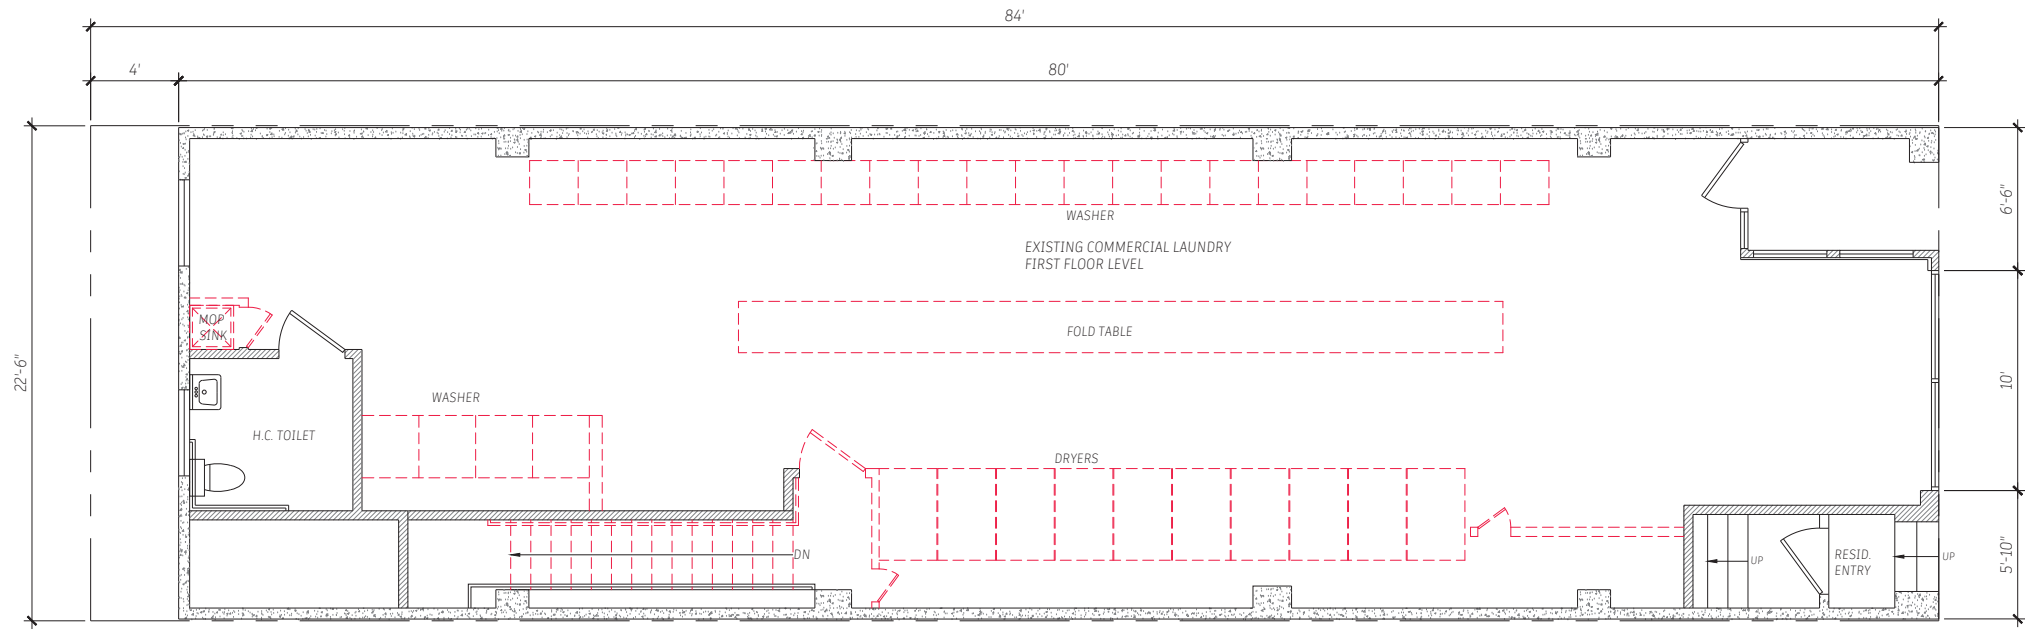 84'
4'
80'
6'-6"
WASHER
EXISTING COMMERCIAL LAUNDRY
FIRST FLOOR LEVEL
MOP
SINK
FOLD TABLE
22'-6"
10'
WASHER
H.C. TOILET
DRYERS
DN
UP
RESID.
ENTRY
UP
5'-10"